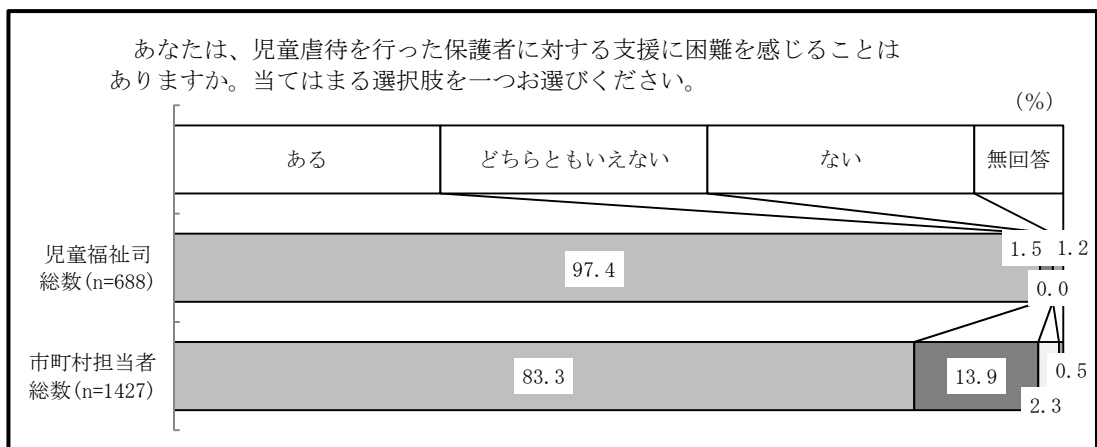 あなたは、児童虐待を行った保護者に対する支援に困難を感じることは
ありますか。当てはまる選択肢を一つお選びください。
(%)
ある
どちらともいえない
ない
無回答
児童福祉司
総数(n=688)
97.4
1.5
1.2
0.0
市町村担当者
総数(n=1427)
83.3
13.9
0.5
2.3